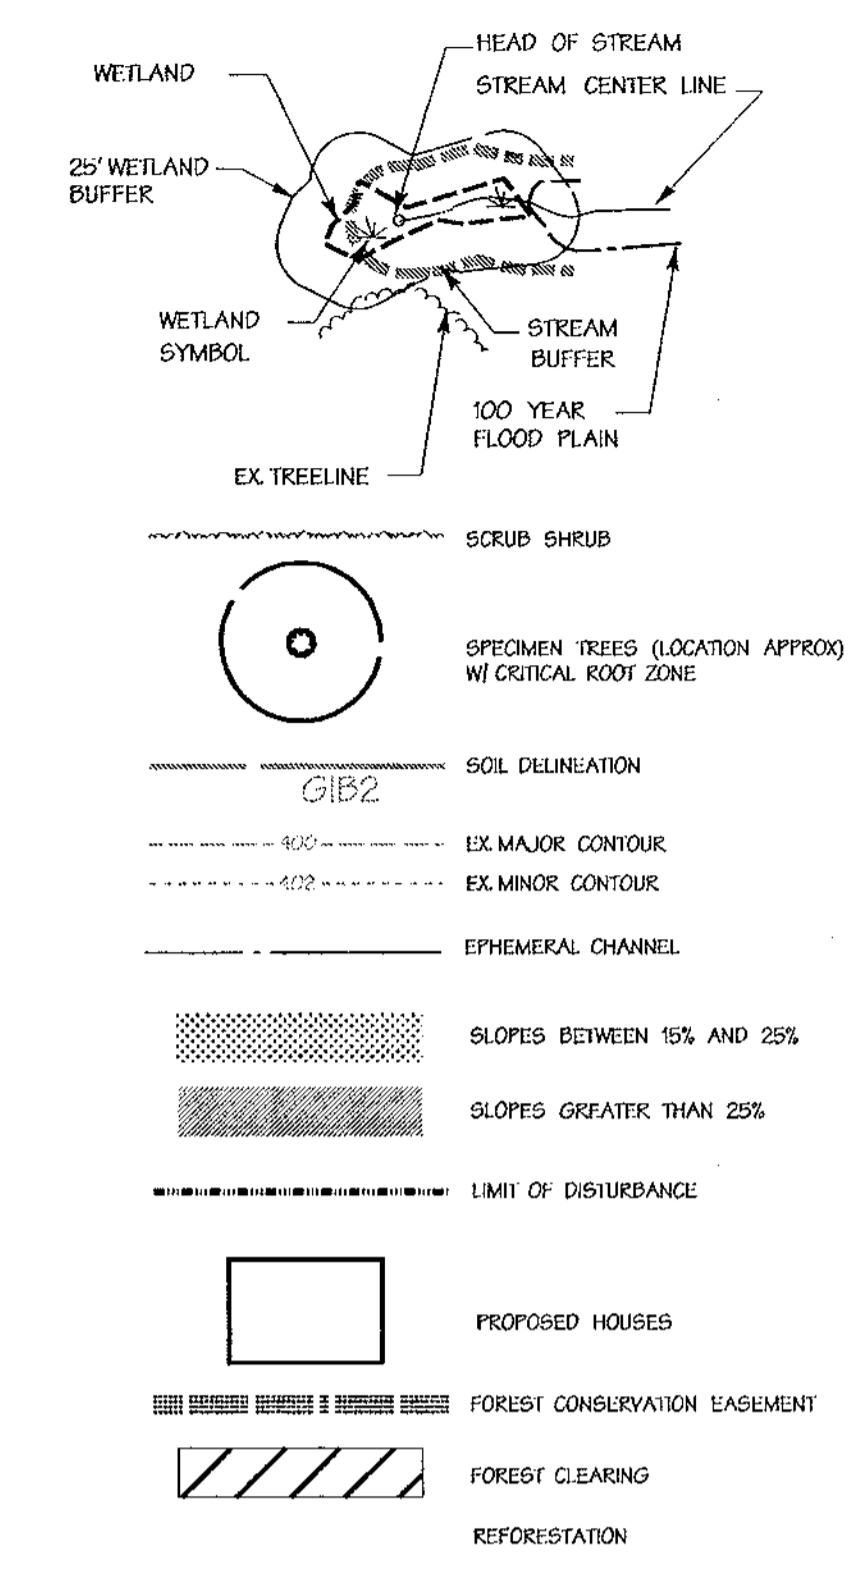 HEAD OF STREAM
WETLAND
STREAM CENTER LINE
25' WETLAND
BUFFER
WETLAND
SYMBOL
STREAM
BUFFER
100 YEAR
FLOOD PLAIN
EX. TREELINE
SCRUB SHRUB
SPECIMEN TREES (LOCATION APPROX)
W/ CRITICAL ROOT ZONE
SOIL DELINEATION
GIB2
400
EX. MAJOR CONTOUR
402
EX. MINOR CONTOUR
EPHEMERAL CHANNEL
SLOPES BETWEEN 15% AND 25%
SLOPES GREATER THAN 25%
LIMIT OF DISTURBANCE
PROPOSED HOUSES
FOREST CONSERVATION EASEMENT
FOREST CLEARING
REFORESTATION